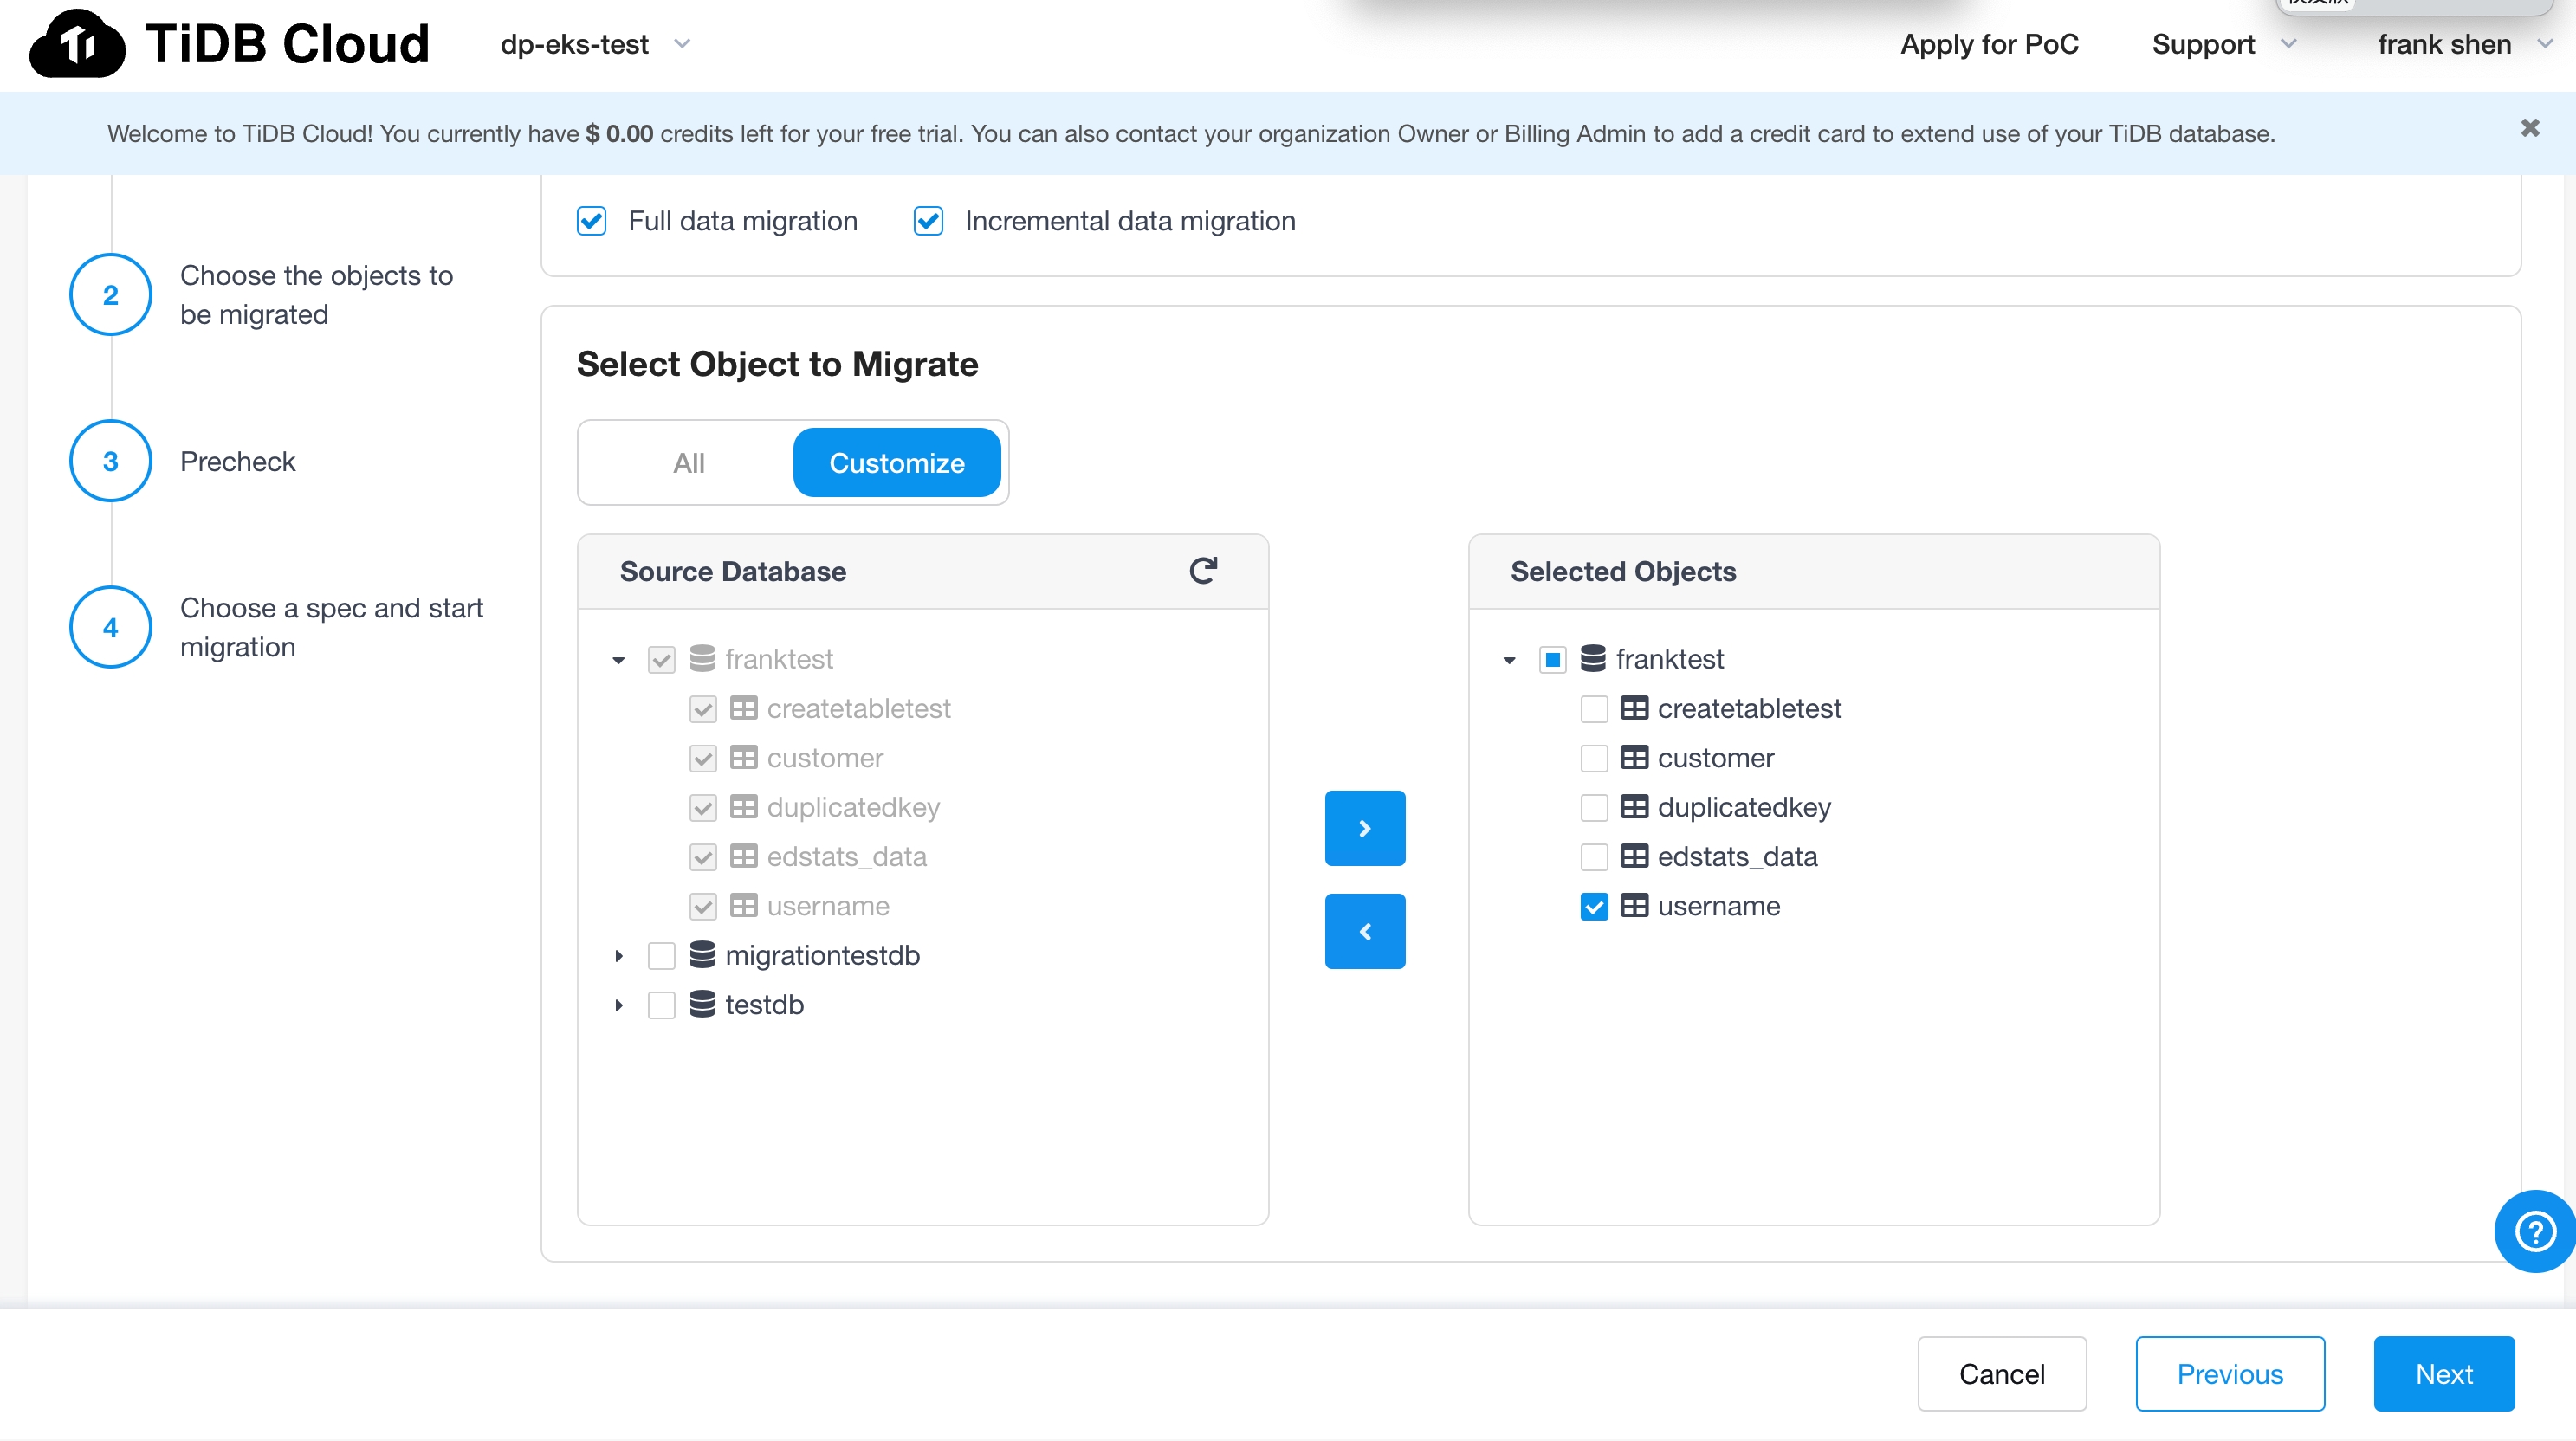 TiDB Cloud
dp-eks-test
Apply for PoC
Support
frank shen
Welcome to TiDB Cloud! You currently have $ 0.00 credits left for your free trial. You can also contact your organization Owner or Billing Admin to add a credit card to extend use of your TiDB database.
Full data migration
Incremental data migration
2
Choose the objects to
be migrated
3
Precheck
4
Choose a spec and start
migration
Select Object to Migrate
All
Customize
Source Database
franktest
createtabletest
customer
duplicatedkey
edstats_data
username
migrationtestdb
testdb
Selected Objects
franktest
createtabletest
customer
duplicatedkey
edstats_data
username
Cancel
Previous
Next